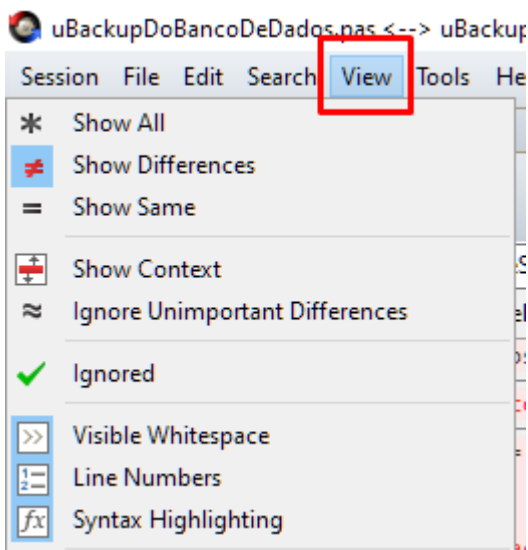 uBackupDoBancoDeDados.pas <--> uBackup
Session File Edit Search View Tools He
Show All
Show Differences
Show Same
Show Context
Ignore Unimportant Differences
Ignored
Visible Whitespace
Line Numbers
Syntax Highlighting